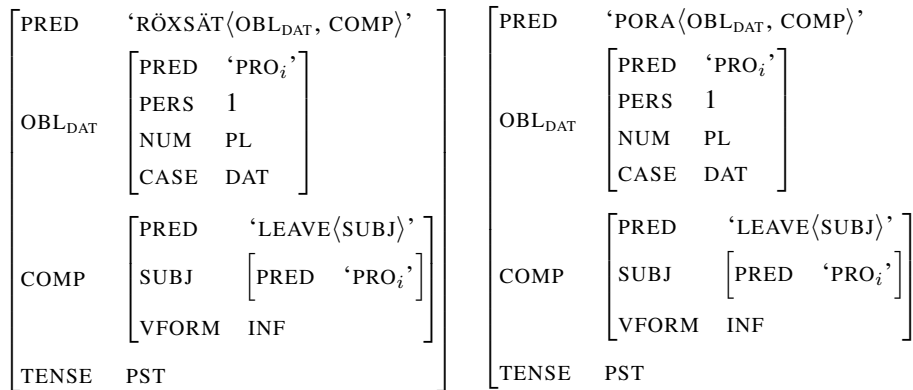 PRED ‘RÖXSÄT⟨OBL_DAT, COMP⟩’
OBL_DAT
PRED ‘PRO_i’
PERS 1
NUM PL
CASE DAT
COMP
PRED ‘LEAVE⟨SUBJ⟩’
SUBJ [PRED ‘PRO_i’]
VFORM INF
TENSE PST
PRED ‘PORA⟨OBL_DAT, COMP⟩’
OBL_DAT
PRED ‘PRO_i’
PERS 1
NUM PL
CASE DAT
COMP
PRED ‘LEAVE⟨SUBJ⟩’
SUBJ [PRED ‘PRO_i’]
VFORM INF
TENSE PST